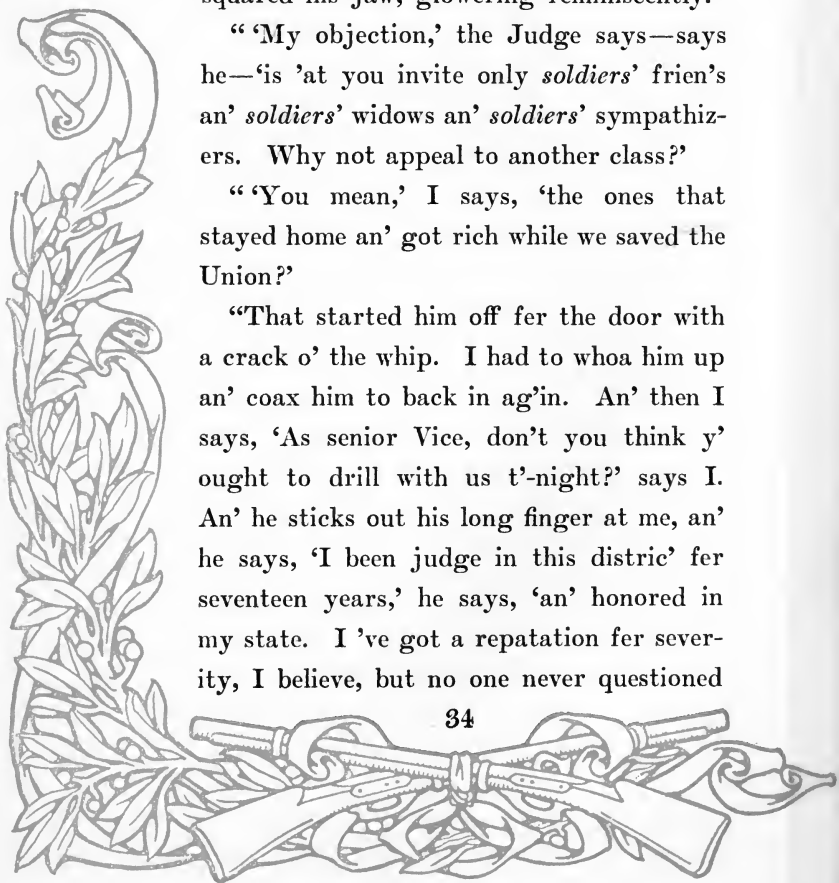 squared his jaw, glowering reminiscently.
“ ‘My objection,’ the Judge says—says
he—‘is ’at you invite only soldiers’ frien’s
an’ soldiers’ widows an’ soldiers’ sympathiz-
ers. Why not appeal to another class?’
“ ‘You mean,’ I says, ‘the ones that
stayed home an’ got rich while we saved the
Union?’
“That started him off fer the door with
a crack o’ the whip. I had to whoa him up
an’ coax him to back in ag’in. An’ then I
says, ‘As senior Vice, don’t you think y’
ought to drill with us t’-night?’ says I.
An’ he sticks out his long finger at me, an’
he says, ‘I been judge in this distric’ fer
seventeen years,’ he says, ‘an’ honored in
my state. I ’ve got a repatation fer sever-
ity, I believe, but no one never questioned
34